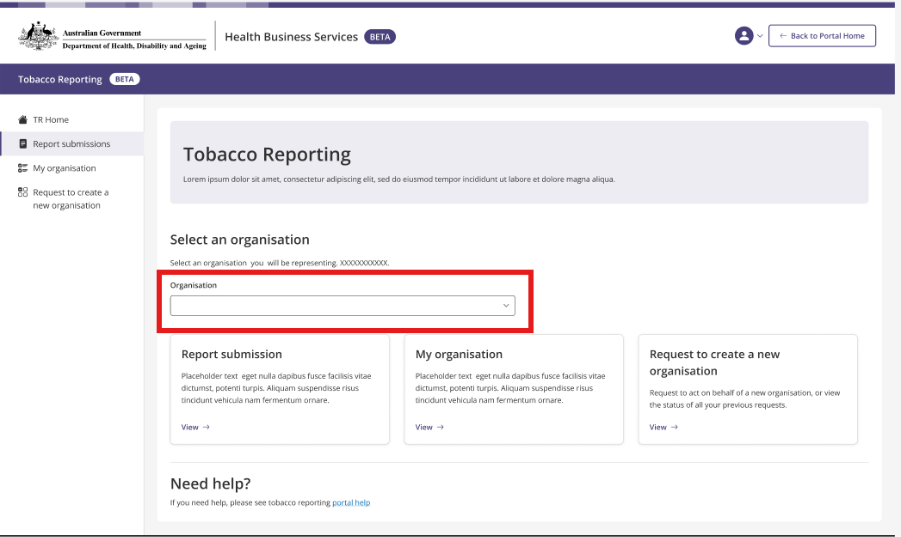 Australian Government
Department of Health, Disability and Ageing
Health Business Services BETA
← Back to Portal Home
Tobacco Reporting BETA
TR Home
Report submissions
My organisation
Request to create a
new organisation
Tobacco Reporting
Lorem ipsum dolor sit amet, consectetur adipiscing elit, sed do eiusmod tempor incididunt ut labore et dolore magna aliqua.
Select an organisation
Select an organisation you will be representing. XXXXXXXXXXX.
Organisation
Report submission
Placeholder text eget nulla dapibus fusce facilisis vitae
dictumst, potenti turpis. Aliquam suspendisse risus
tincidunt vehicula nam fermentum ornare.
View →
My organisation
Placeholder text eget nulla dapibus fusce facilisis vitae
dictumst, potenti turpis. Aliquam suspendisse risus
tincidunt vehicula nam fermentum ornare.
View →
Request to create a new
organisation
Request to act on behalf of a new organisation, or view
the status of all your previous requests.
View →
Need help?
If you need help, please see tobacco reporting portal help